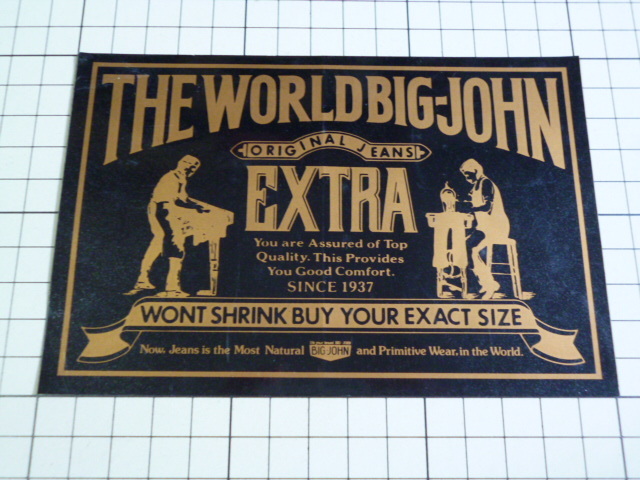 THE WORLD BIG-JOHN
ORIGINAL JEANS
EXTRA
You are Assured of Top
Quality. This Provides
You Good Comfort.
SINCE 1937
WONT SHRINK BUY YOUR EXACT SIZE
Now, Jeans is the Most Natural BIG JOHN and Primitive Wear, in the World.